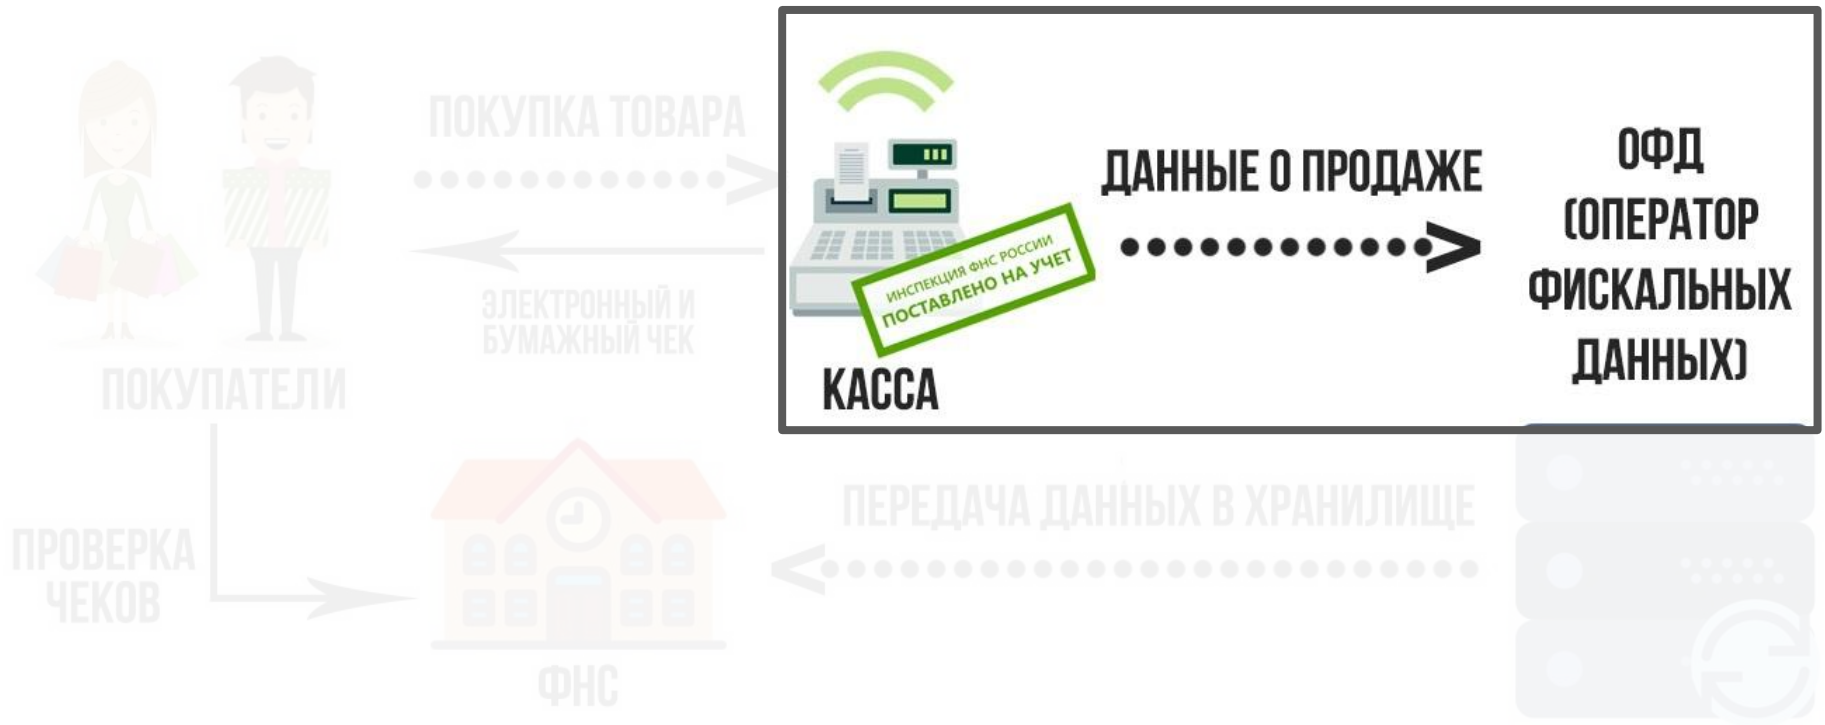 ПОКУПКА ТОВАРА
ЭЛЕКТРОННЫЙ И
БУМАЖНЫЙ ЧЕК
ПОКУПАТЕЛИ
ИНСПЕКЦИЯ ФНС РОССИИ
ПОСТАВЛЕНО НА УЧЕТ
КАССА
ДАННЫЕ О ПРОДАЖЕ
ОФД
(ОПЕРАТОР
ФИСКАЛЬНЫХ
ДАННЫХ)
ПЕРЕДАЧА ДАННЫХ В ХРАНИЛИЩЕ
ПРОВЕРКА
ЧЕКОВ
ФНС